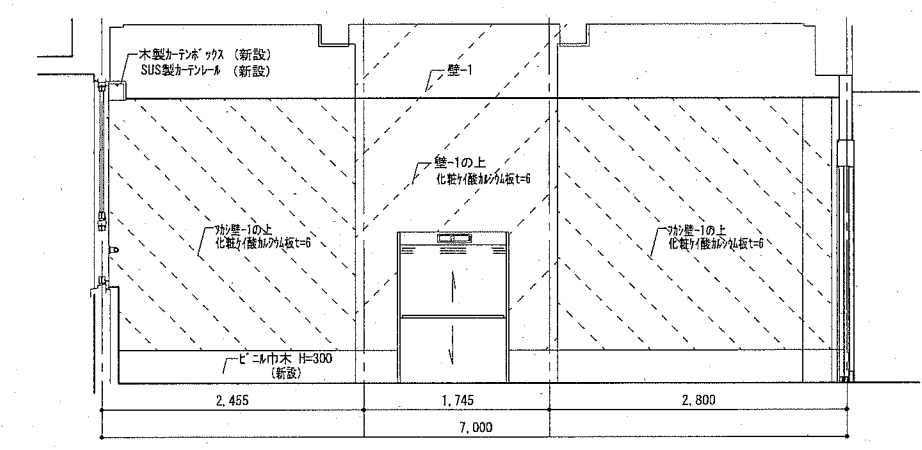 木製カーテンボックス (新設)
SUS製カーテンレール (新設)
壁-1
壁-1の上
化粧ケイ酸カルシウム板t=6
フカシ壁-1の上
化粧ケイ酸カルシウム板t=6
フカシ壁-1の上
化粧ケイ酸カルシウム板t=6
ビニル巾木 H=300
(新設)
2,455
1,745
2,800
7,000